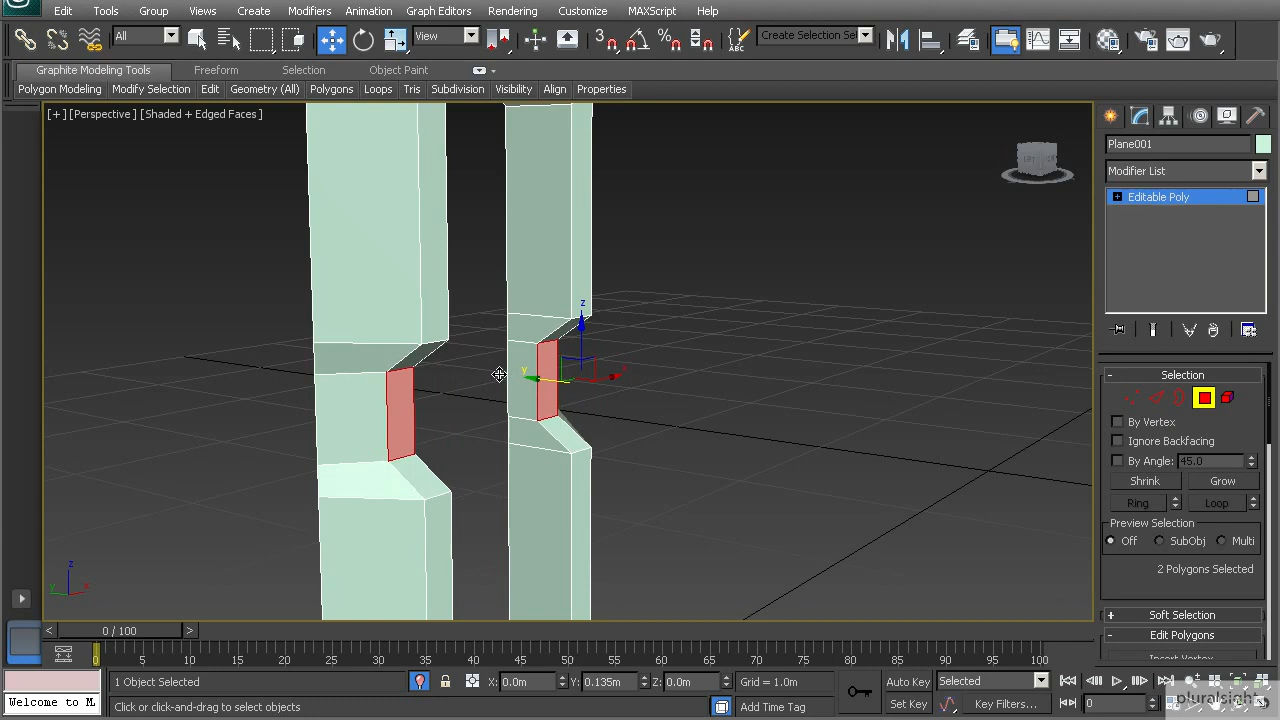 Edit Tools Group Views Create Modifiers Animation Graph Editors Rendering Customize MAXScript Help
All View 3 Create Selection Se
Graphite Modeling Tools Freeform Selection Object Paint
Polygon Modeling Modify Selection Edit Geometry (All) Polygons Loops Tris Subdivision Visibility Align Properties
[+] [Perspective] [Shaded + Edged Faces]
Plane001
Modifier List
Editable Poly
z
y
x
Selection
By Vertex
Ignore Backfacing
By Angle: 45.0
Shrink Grow
Ring Loop
Preview Selection
Off SubObj Multi
2 Polygons Selected
z
y x
Soft Selection
Edit Polygons
Insert Vertex
< 0 / 100 >
0 5 10 15 20 25 30 35 40 45 50 55 60 65 70 75 80 85 90 95 100
1 Object Selected X: 0.0m Y: 0.135m Z: 0.0m Grid = 1.0m Auto Key Selected
Welcome to M Click or click-and-drag to select objects Add Time Tag Set Key Key Filters... 0
pluralsight